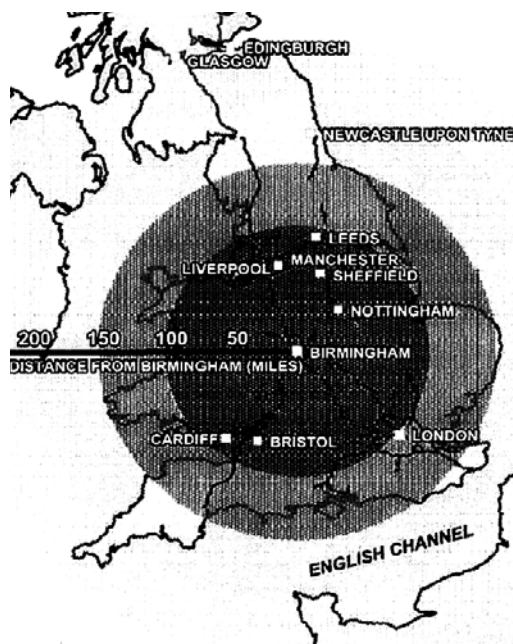 EDINGBURGH
GLASGOW
NEWCASTLE UPON TYNE
LEEDS
MANCHESTER
LIVERPOOL
SHEFFIELD
NOTTINGHAM
200 150 100 50
BIRMINGHAM
DISTANCE FROM BIRMINGHAM (MILES)
CARDIFF
BRISTOL
LONDON
ENGLISH CHANNEL